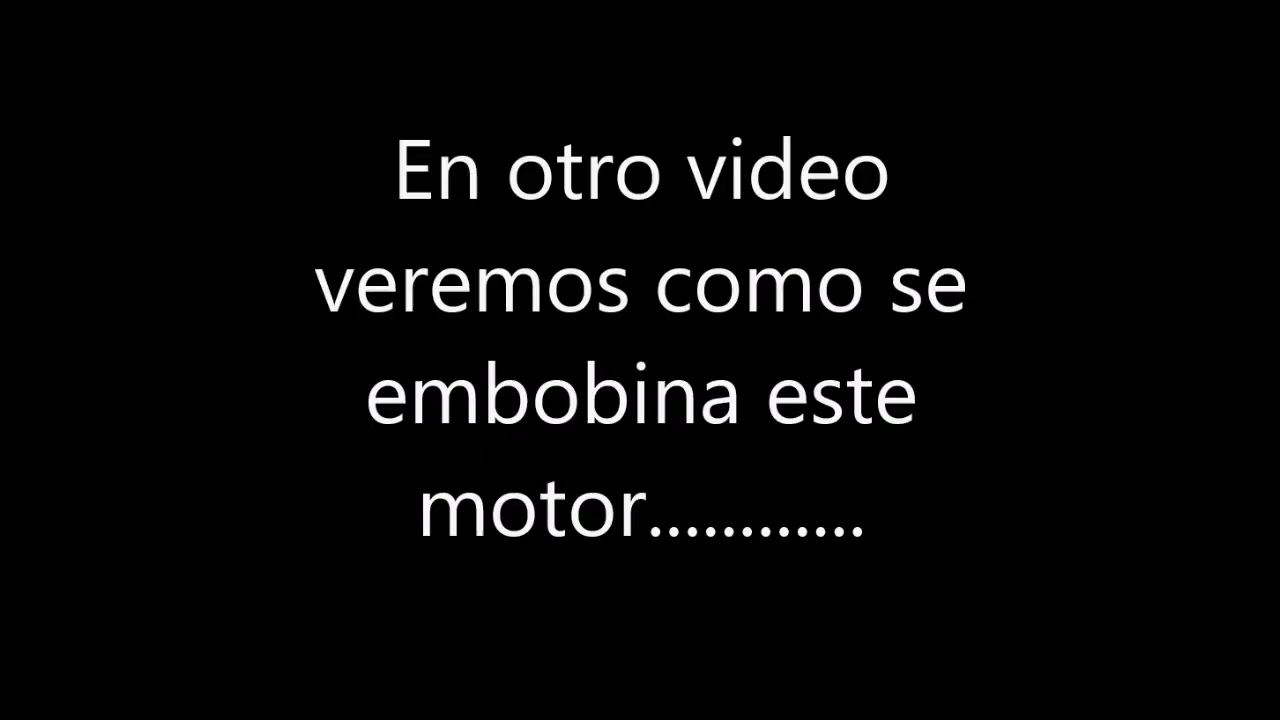 En otro video
veremos como se
embobina este
motor............